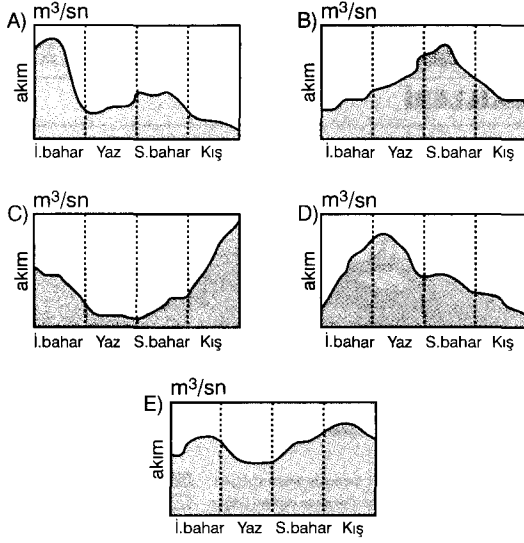 A) m³/sn
akım
İ.bahar Yaz S.bahar Kış
B) m³/sn
akım
İ.bahar Yaz S.bahar Kış
C) m³/sn
akım
İ.bahar Yaz S.bahar Kış
D) m³/sn
akım
İ.bahar Yaz S.bahar Kış
E) m³/sn
akım
İ.bahar Yaz S.bahar Kış